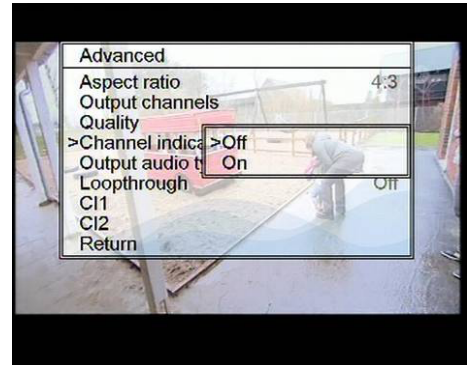 Advanced
Aspect ratio 4:3
Output channels
Quality
>Channel indica >Off
Output audio ty On
Loopthrough Off
CI1
CI2
Return